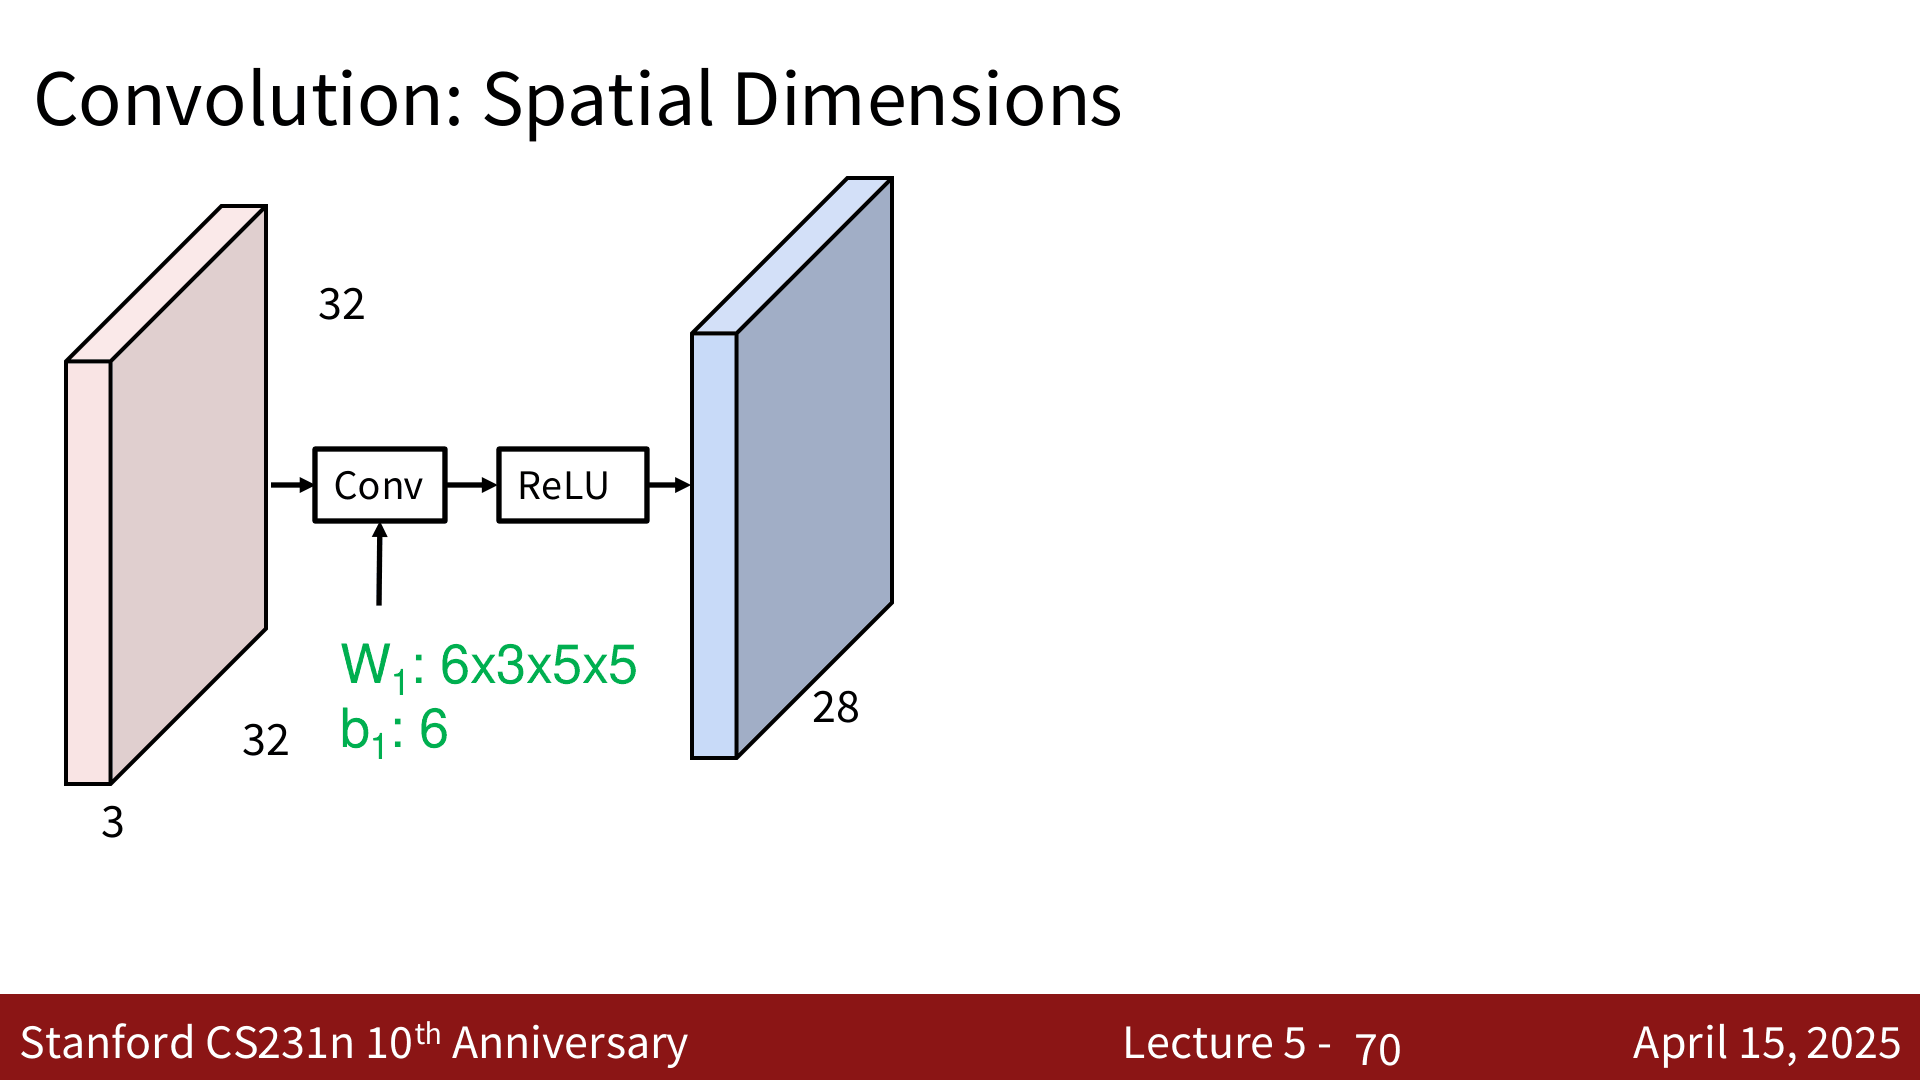 Convolution: Spatial Dimensions
32
Conv
ReLU
W₁: 6x3x5x5
b₁: 6
28
32
3
Stanford CS231n 10th Anniversary
Lecture 5 - 70
April 15, 2025